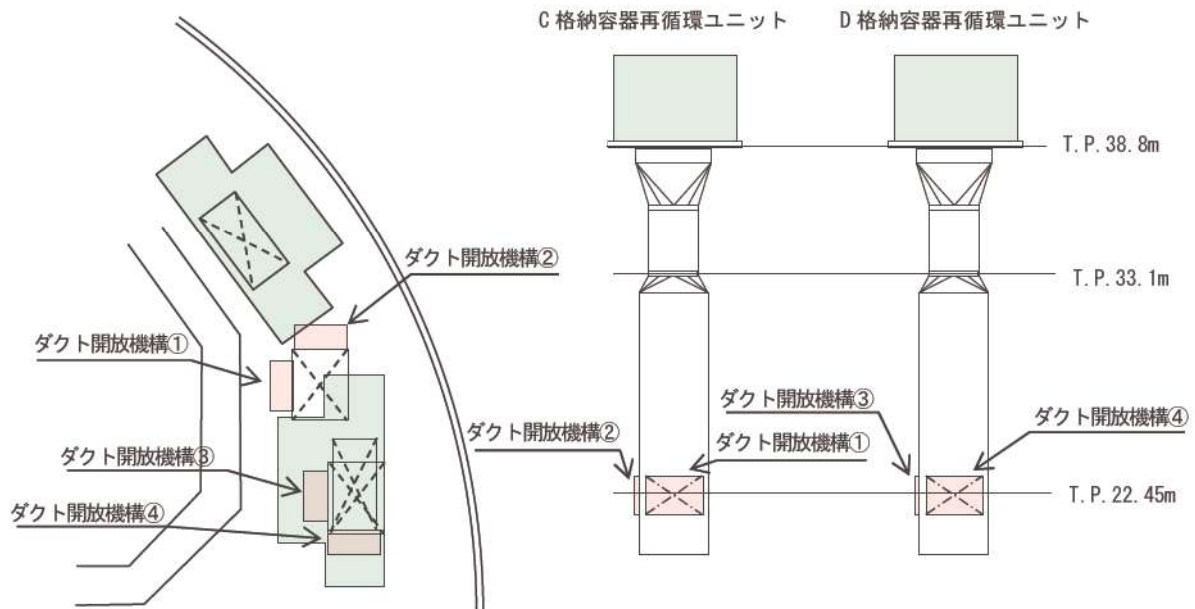 C格納容器再循環ユニット
D格納容器再循環ユニット
T.P.38.8m
ダクト開放機構②
T.P.33.1m
ダクト開放機構①
ダクト開放機構③
ダクト開放機構④
ダクト開放機構②
ダクト開放機構①
ダクト開放機構③
T.P.22.45m
ダクト開放機構④